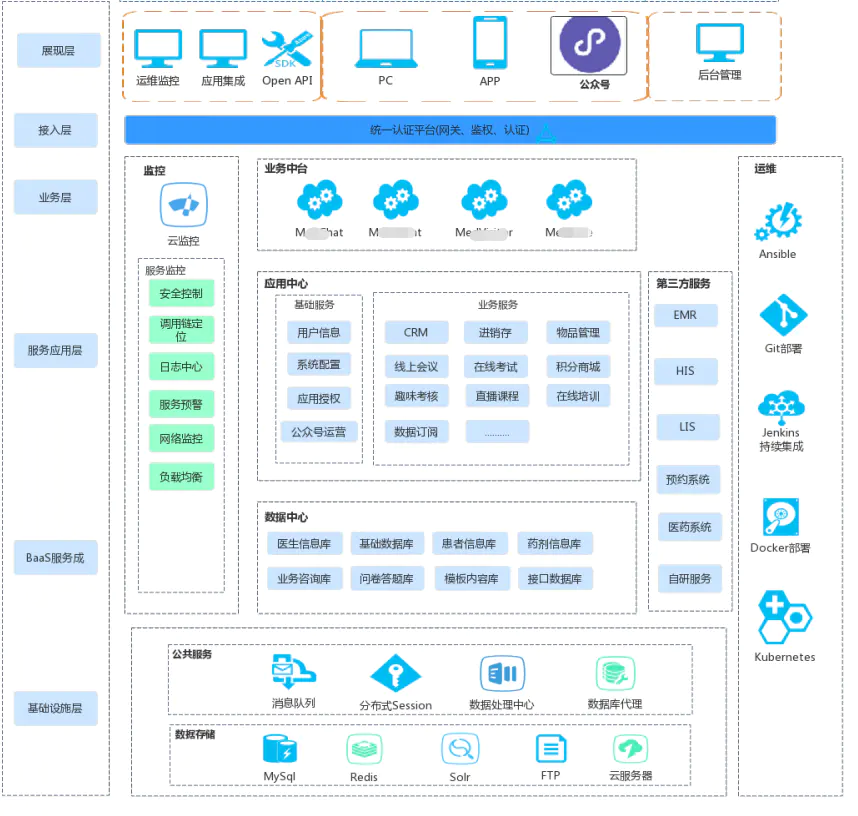 展现层
接入层
业务层
服务应用层
BaaS服务成
基础设施层
运维监控
应用集成
SDK
Open API
PC
APP
公众号
后台管理
统一认证平台(网关、鉴权、认证)
监控
云监控
服务监控
安全控制
调用链定
位
日志中心
服务预警
网络监控
负载均衡
业务中台
应用中心
基础服务
用户信息
系统配置
应用授权
公众号运营
业务服务
CRM
进销存
物品管理
线上会议
在线考试
积分商城
趣味考核
直播课程
在线培训
数据订阅
..........
数据中心
医生信息库
基础数据库
患者信息库
药剂信息库
业务咨询库
问卷答题库
模板内容库
接口数据库
第三方服务
EMR
HIS
LIS
预约系统
医药系统
自研服务
运维
Ansible
Git部署
Jenkins
持续集成
Docker部署
Kubernetes
公共服务
消息队列
分布式Session
数据处理中心
数据库代理
数据存储
MySql
Redis
Solr
FTP
云服务器